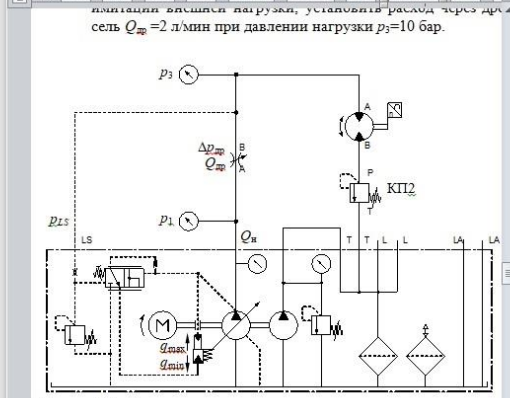 имитации внешней нагрузки, установить расход через дрос
сель Qдр =2 л/мин при давлении нагрузки p3=10 бар.
p3
A
B
Δpдр
Qдр
B
A
P
КП2
T
p1
pLS
Qн
LS
T T L L LA LA
M
qmax
qmin